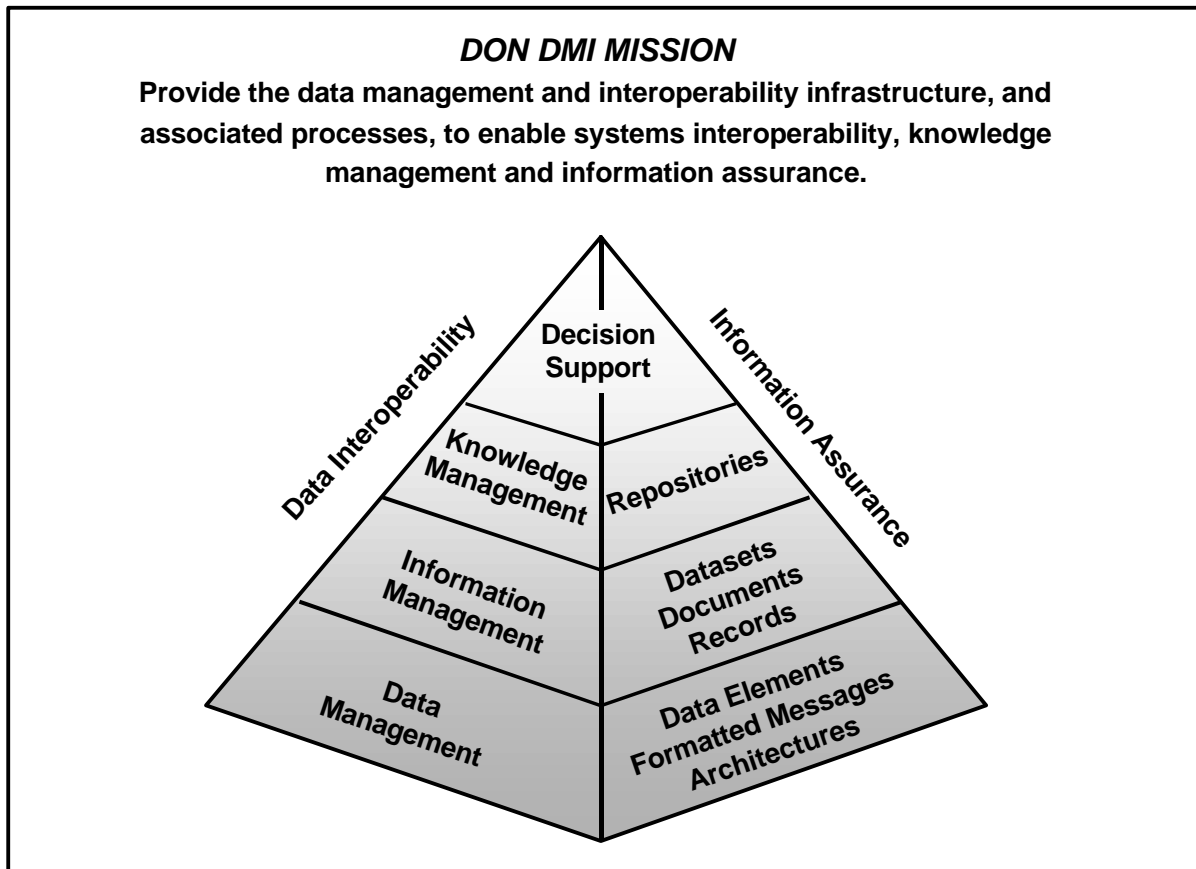 DON DMI MISSION
Provide the data management and interoperability infrastructure, and
associated processes, to enable systems interoperability, knowledge
management and information assurance.
Data Interoperability
Information Assurance
Decision
Support
Knowledge
Management
Repositories
Information
Management
Datasets
Documents
Records
Data
Management
Data Elements
Formatted Messages
Architectures